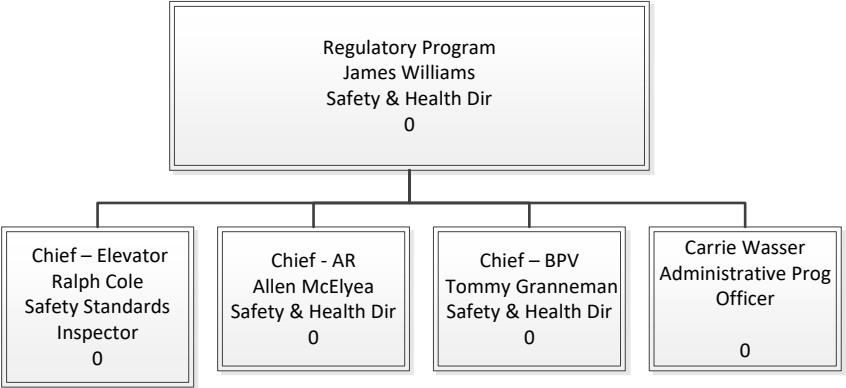 Regulatory Program
James Williams
Safety & Health Dir
0
Chief – Elevator
Ralph Cole
Safety Standards
Inspector
0
Chief - AR
Allen McElyea
Safety & Health Dir
0
Chief – BPV
Tommy Granneman
Safety & Health Dir
0
Carrie Wasser
Administrative Prog
Officer
0